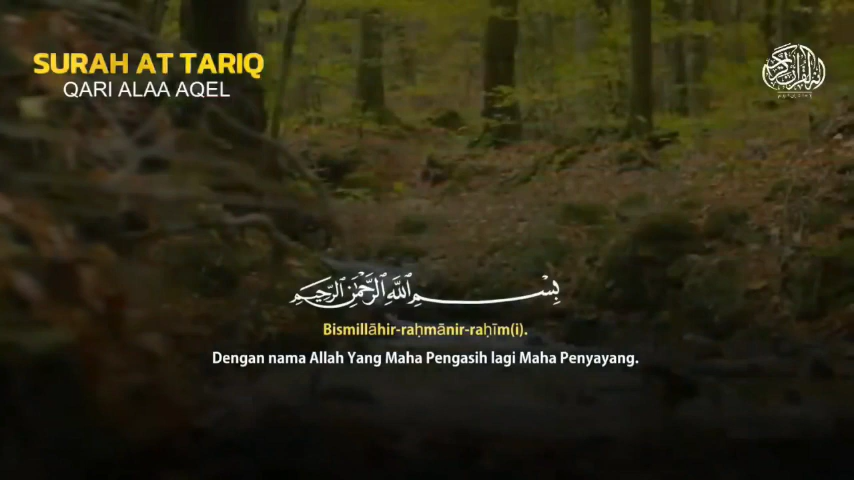 SURAH AT TARIQ
QARI ALAA AQEL
بِسْمِ اللَّهِ الرَّحْمَٰنِ الرَّحِيمِ
Bismillāhir-raḥmānir-raḥīm(i).
Dengan nama Allah Yang Maha Pengasih lagi Maha Penyayang.